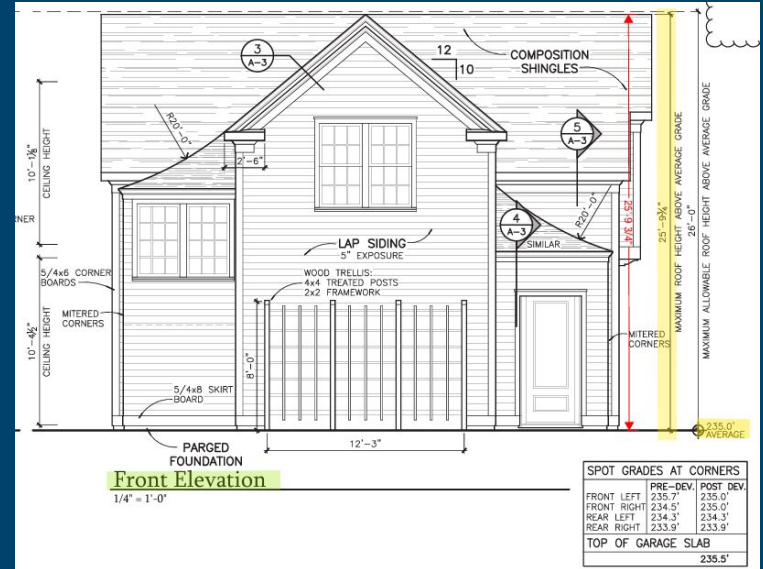 3
A-3
12
10
COMPOSITION
SHINGLES
R20'-0"
5
A-3
2'-6"
10'-1⅛"
CEILING HEIGHT
NER
4
A-3
R20'-0"
SIMILAR
25'-9 3/4"
25'-9¾"
MAXIMUM ROOF HEIGHT ABOVE AVERAGE GRADE
26'-0"
MAXIMUM ALLOWABLE ROOF HEIGHT ABOVE AVERAGE GRADE
LAP SIDING
5" EXPOSURE
5/4x6 CORNER
BOARDS
WOOD TRELLIS:
4x4 TREATED POSTS
2x2 FRAMEWORK
MITERED
CORNERS
MITERED
CORNERS
10'-4½"
CEILING HEIGHT
8'-0"
5/4x8 SKIRT
BOARD
235.0'
AVERAGE
PARGED
FOUNDATION
12'-3"
Front Elevation
1/4" = 1'-0"
SPOT GRADES AT CORNERS
PRE-DEV. POST DEV.
FRONT LEFT 235.7' 235.0'
FRONT RIGHT 234.5' 235.0'
REAR LEFT 234.3' 234.3'
REAR RIGHT 233.9' 233.9'
TOP OF GARAGE SLAB
235.5'